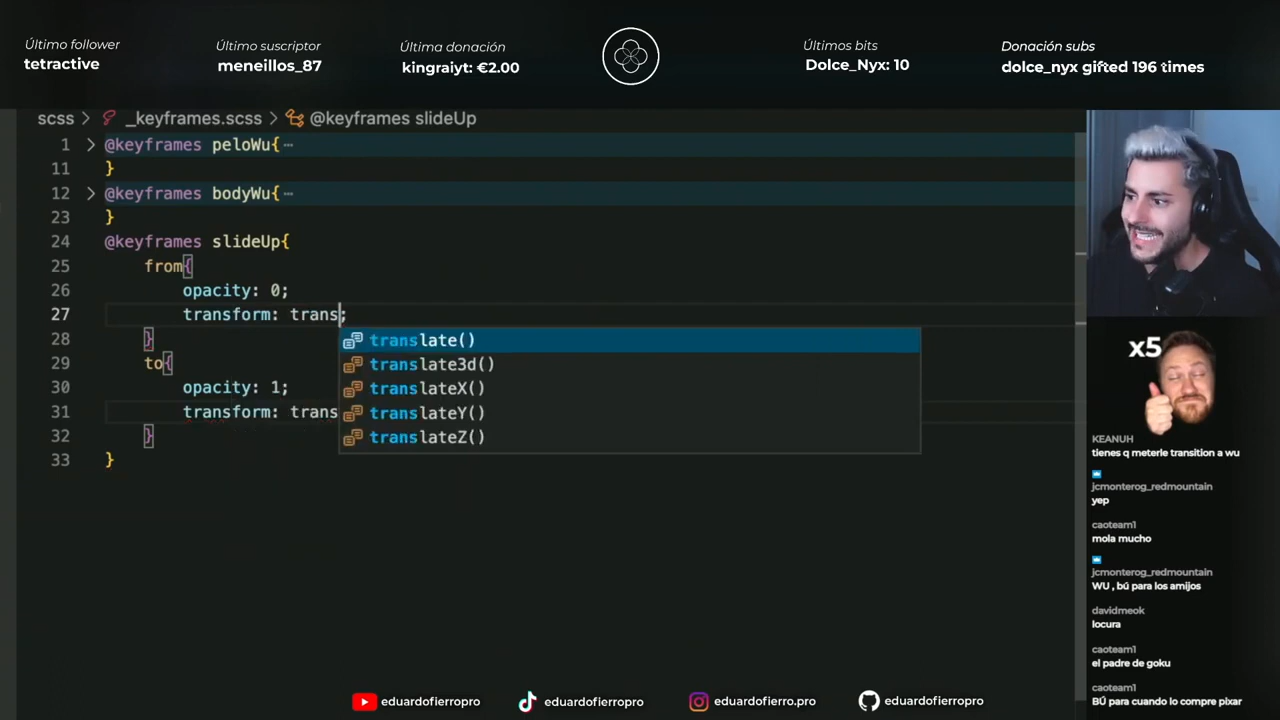 Último follower
tetractive
Último suscriptor
meneillos_87
Última donación
kingraiyt: €2.00
Últimos bits
Dolce_Nyx: 10
Donación subs
dolce_nyx gifted 196 times
scss > _keyframes.scss > @keyframes slideUp
1 > @keyframes peloWu{ ⋯
11 }
12 > @keyframes bodyWu{ ⋯
23 }
24 @keyframes slideUp{
25 from{
26 opacity: 0;
27 transform: trans;
28 }
29 to{
30 opacity: 1;
31 transform: trans
32 }
33 }
translate()
translate3d()
translateX()
translateY()
translateZ()
x5
KEANUH
tienes q meterle transition a wu
jcmonterog_redmountain
yep
caoteam1
mola mucho
jcmonterog_redmountain
WU , bú para los amijos
davidmeok
locura
caoteam1
el padre de goku
caoteam1
BÚ para cuando lo compre pixar
eduardofierropro
eduardofierropro
eduardofierro.pro
eduardofierropro